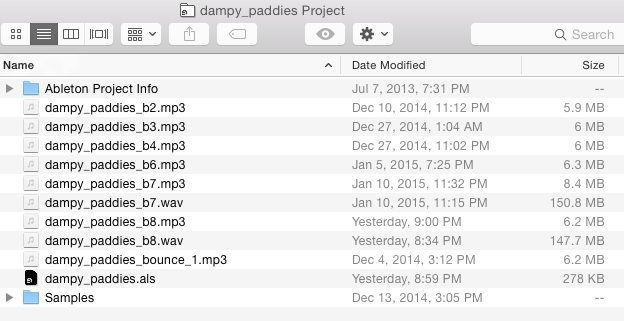 dampy_paddies Project
Search
Name Date Modified Size
Ableton Project Info Jul 7, 2013, 7:31 PM --
dampy_paddies_b2.mp3 Dec 10, 2014, 11:12 PM 5.9 MB
dampy_paddies_b3.mp3 Dec 27, 2014, 1:04 AM 6 MB
dampy_paddies_b4.mp3 Dec 27, 2014, 11:02 PM 6 MB
dampy_paddies_b6.mp3 Jan 5, 2015, 7:25 PM 6.3 MB
dampy_paddies_b7.mp3 Jan 10, 2015, 11:32 PM 8.4 MB
dampy_paddies_b7.wav Jan 10, 2015, 11:15 PM 150.8 MB
dampy_paddies_b8.mp3 Yesterday, 9:00 PM 6.2 MB
dampy_paddies_b8.wav Yesterday, 8:34 PM 147.7 MB
dampy_paddies_bounce_1.mp3 Dec 4, 2014, 3:12 PM 6.2 MB
dampy_paddies.als Yesterday, 8:59 PM 278 KB
Samples Dec 13, 2014, 3:05 PM --